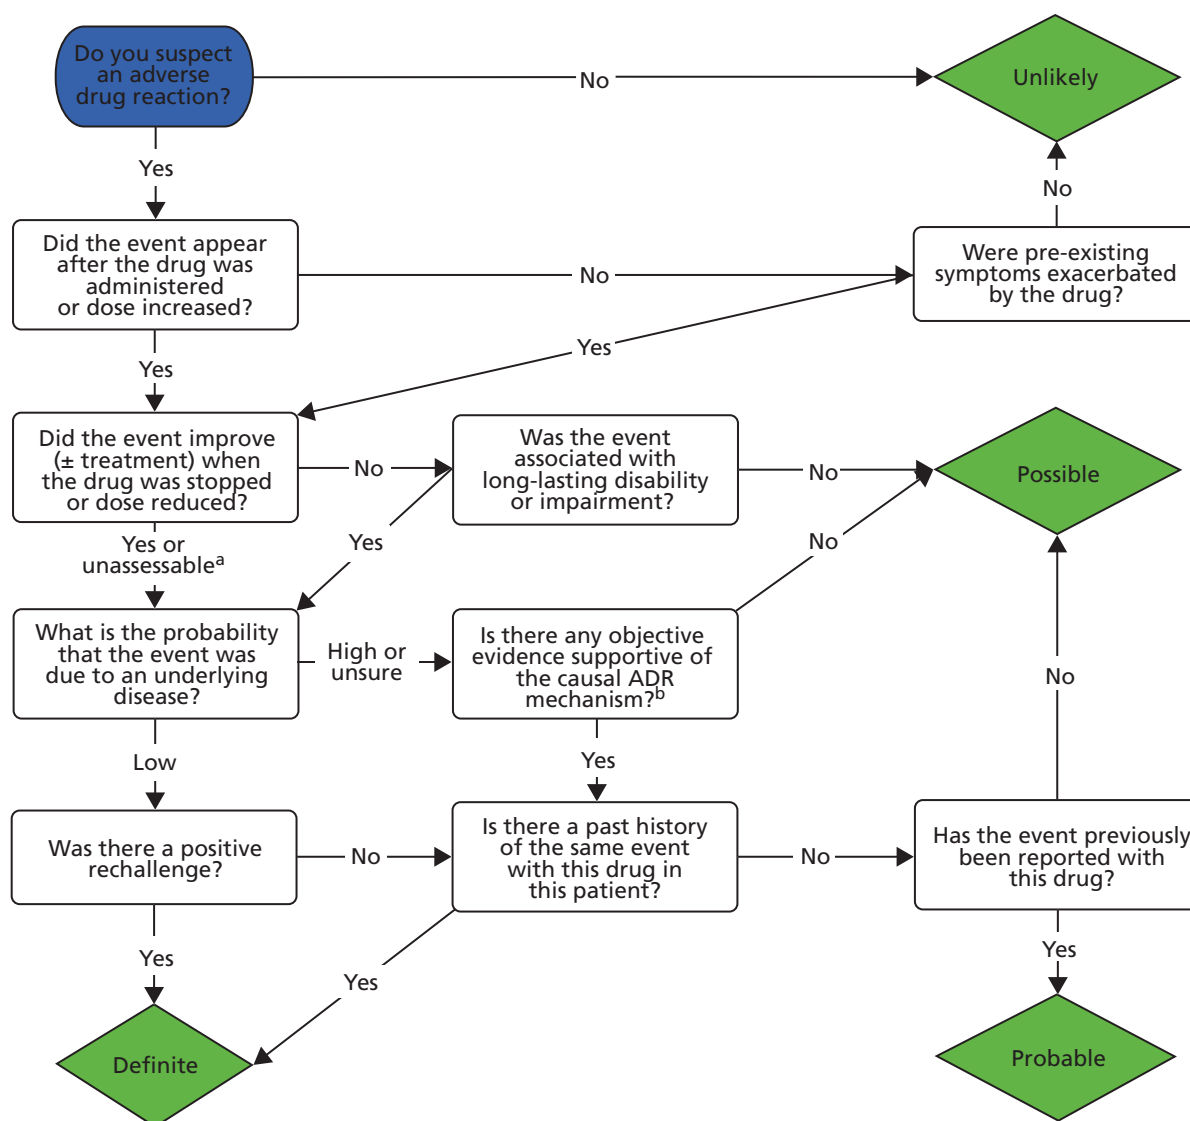 Do you suspect
an adverse
drug reaction?
No
Unlikely
Yes
No
Did the event appear
after the drug was
administered
or dose increased?
No
Were pre-existing
symptoms exacerbated
by the drug?
Yes
Yes
Did the event improve
(± treatment) when
the drug was stopped
or dose reduced?
No
Was the event
associated with
long-lasting disability
or impairment?
No
Possible
Yes or
unassessableᵃ
Yes
No
What is the probability
that the event was
due to an underlying
disease?
High or
unsure
Is there any objective
evidence supportive of
the causal ADR
mechanism?ᵇ
No
Low
Yes
Was there a positive
rechallenge?
No
Is there a past history
of the same event
with this drug in
this patient?
No
Has the event previously
been reported with
this drug?
Yes
Yes
Yes
Definite
Probable